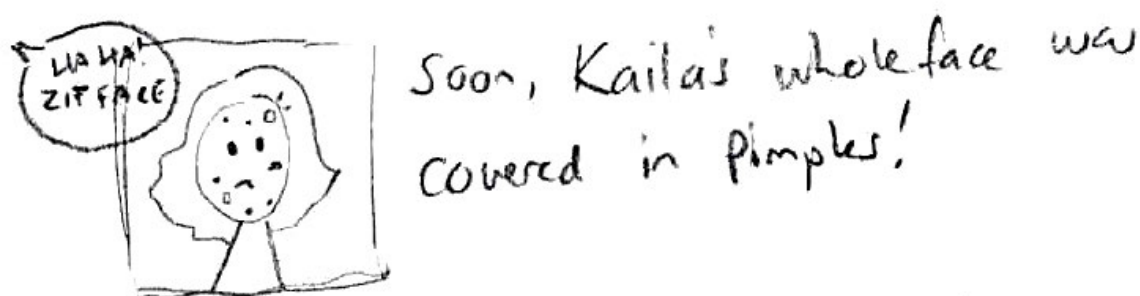 HA HA!
ZIT FACE
Soon, Kaila's whole face was
covered in pimples!